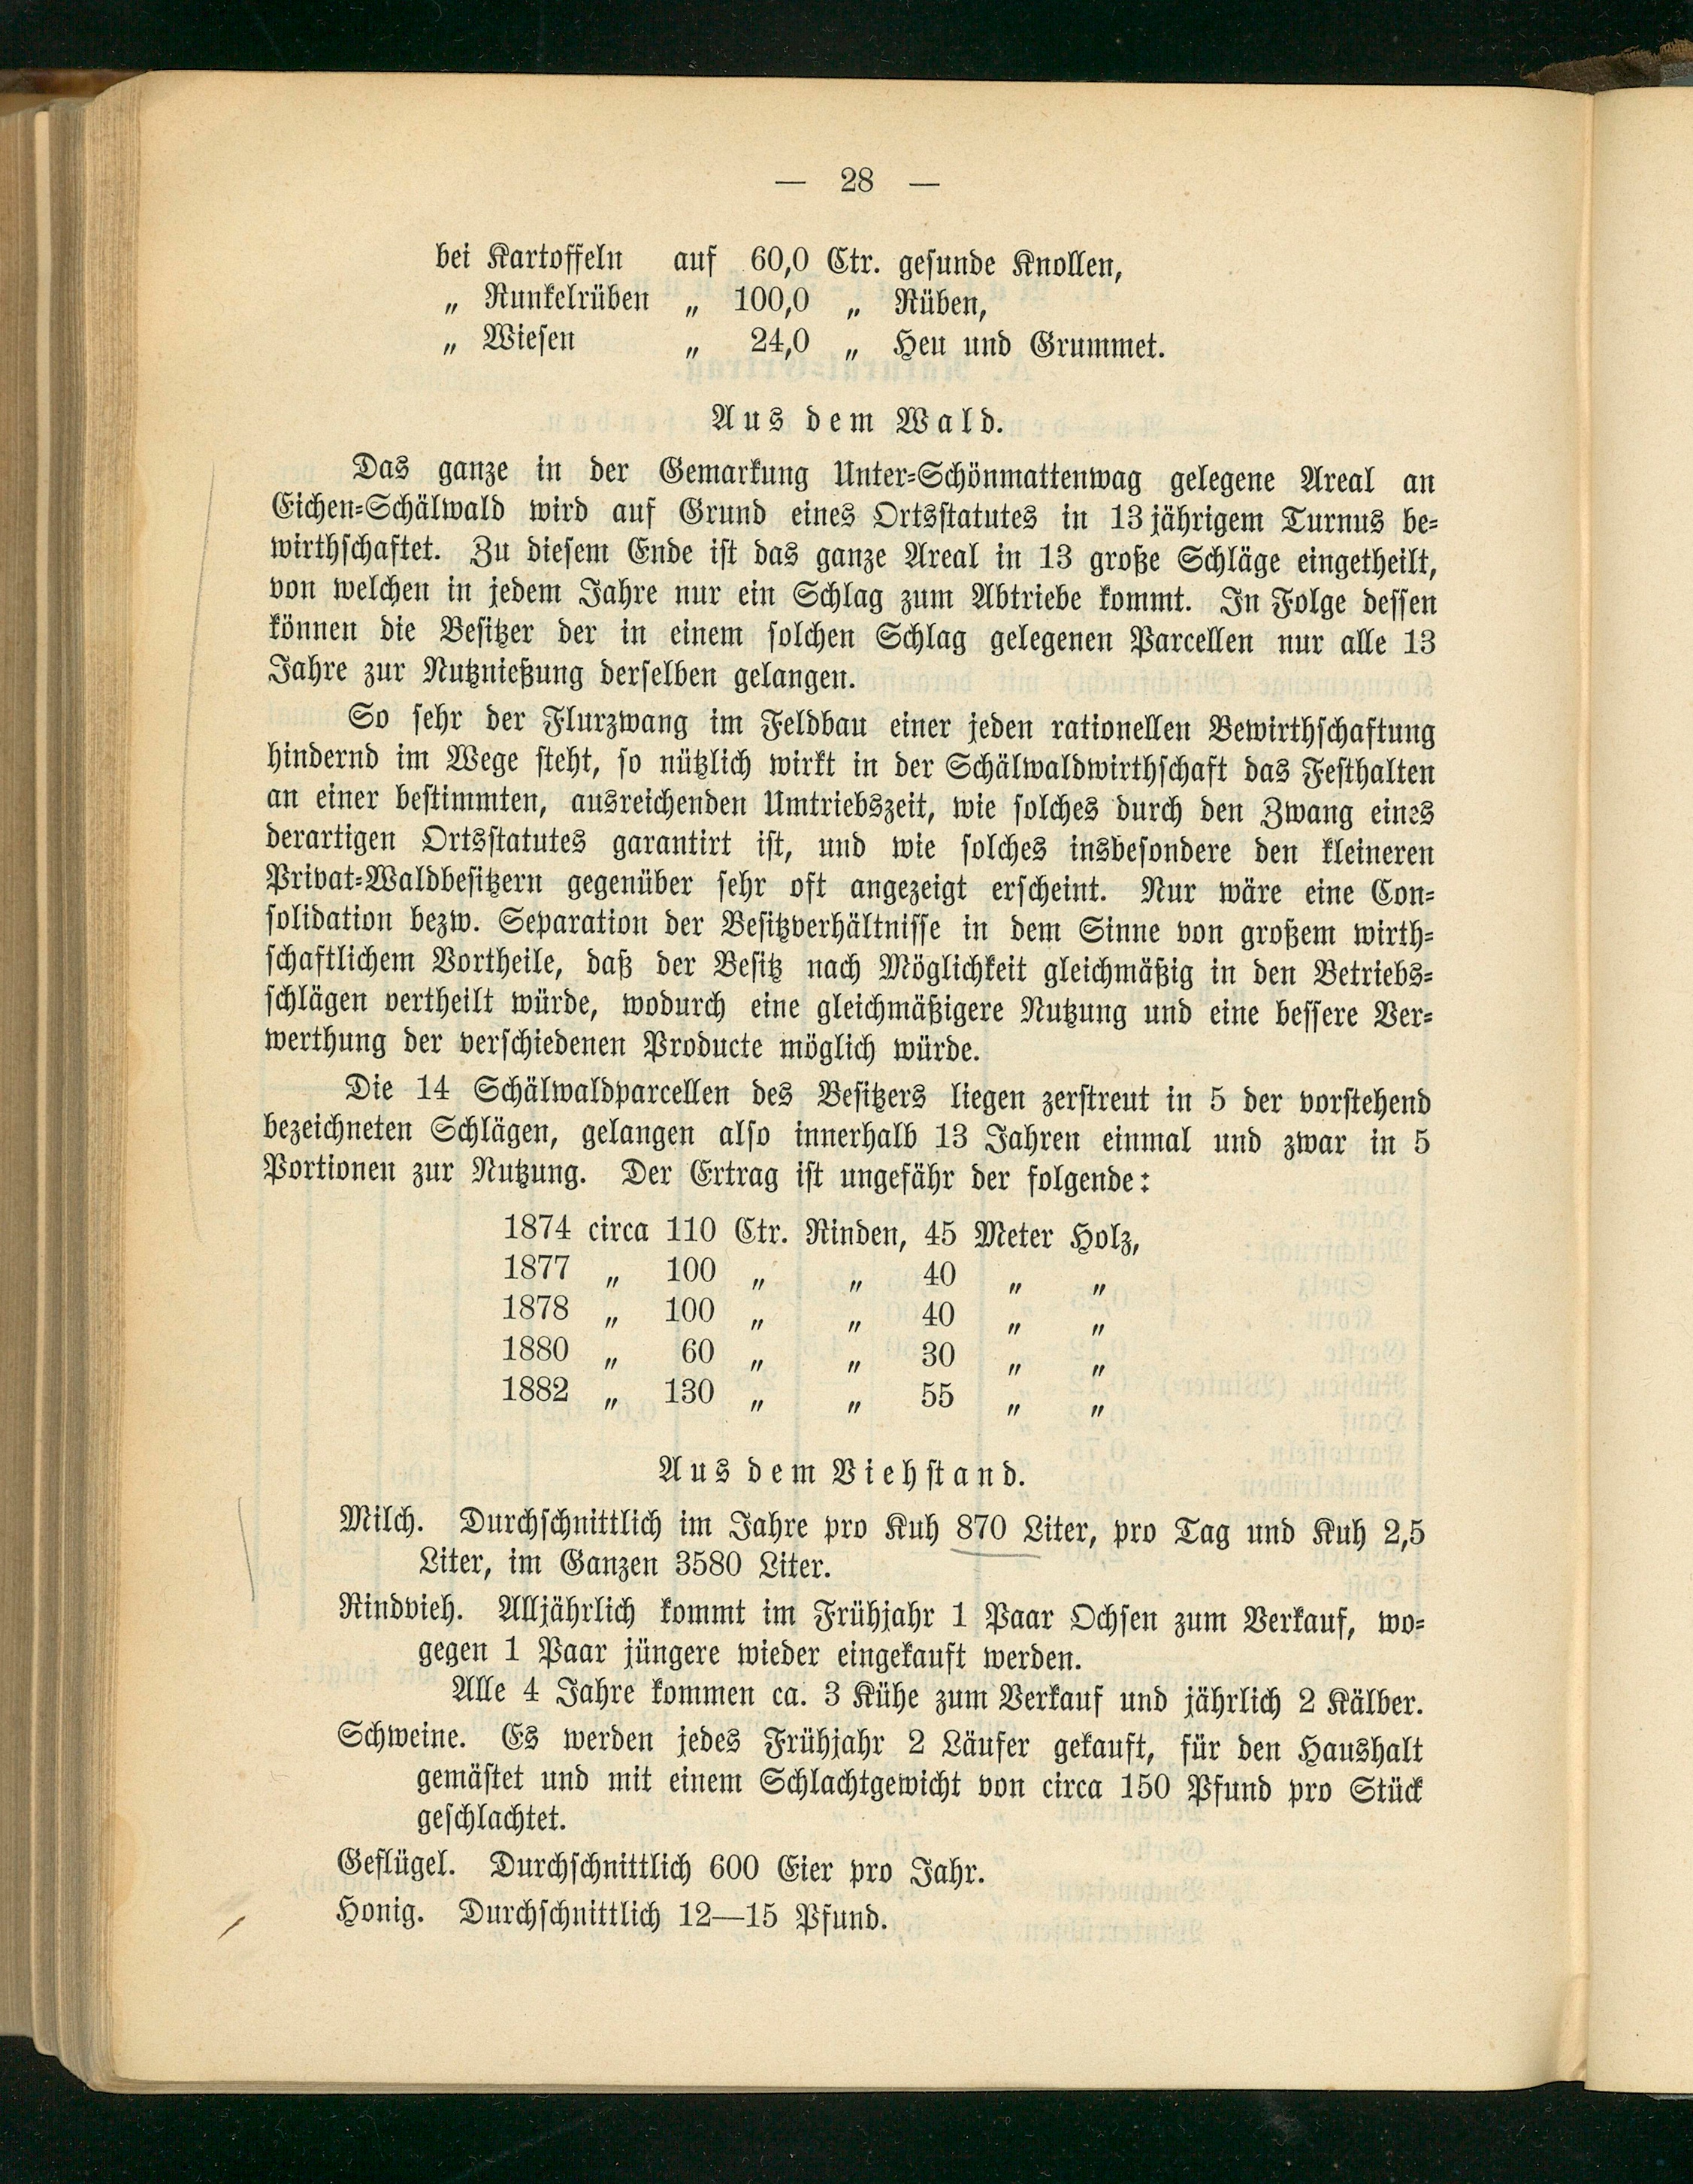 — 28 —
bei Kartoffeln auf 60,0 Ctr. gesunde Knollen,
„ Runkelrüben „ 100,0 „ Rüben,
„ Wiesen „ 24,0 „ Heu und Grummet.
Aus dem Wald.
Das ganze in der Gemarkung Unter-Schönmattenwag gelegene Areal an
Eichen-Schälwald wird auf Grund eines Ortsstatutes in 13 jährigem Turnus be-
wirthschaftet. Zu diesem Ende ist das ganze Areal in 13 große Schläge eingetheilt,
von welchen in jedem Jahre nur ein Schlag zum Abtriebe kommt. In Folge dessen
können die Besitzer der in einem solchen Schlag gelegenen Parcellen nur alle 13
Jahre zur Nutznießung derselben gelangen.
So sehr der Flurzwang im Feldbau einer jeden rationellen Bewirthschaftung
hindernd im Wege steht, so nützlich wirkt in der Schälwaldwirthschaft das Festhalten
an einer bestimmten, ausreichenden Umtriebszeit, wie solches durch den Zwang eines
derartigen Ortsstatutes garantirt ist, und wie solches insbesondere den kleineren
Privat-Waldbesitzern gegenüber sehr oft angezeigt erscheint. Nur wäre eine Con-
solidation bezw. Separation der Besitzverhältnisse in dem Sinne von großem wirth-
schaftlichem Vortheile, daß der Besitz nach Möglichkeit gleichmäßig in den Betriebs-
schlägen vertheilt würde, wodurch eine gleichmäßigere Nutzung und eine bessere Ver-
werthung der verschiedenen Producte möglich würde.
Die 14 Schälwaldparcellen des Besitzers liegen zerstreut in 5 der vorstehend
bezeichneten Schlägen, gelangen also innerhalb 13 Jahren einmal und zwar in 5
Portionen zur Nutzung. Der Ertrag ist ungefähr der folgende:
1874 circa 110 Ctr. Rinden, 45 Meter Holz,
1877 „ 100 „ „ 40 „ „
1878 „ 100 „ „ 40 „ „
1880 „ 60 „ „ 30 „ „
1882 „ 130 „ „ 55 „ „
Aus dem Viehstand.
Milch. Durchschnittlich im Jahre pro Kuh 870 Liter, pro Tag und Kuh 2,5
Liter, im Ganzen 3580 Liter.
Rindvieh. Alljährlich kommt im Frühjahr 1 Paar Ochsen zum Verkauf, wo-
gegen 1 Paar jüngere wieder eingekauft werden.
Alle 4 Jahre kommen ca. 3 Kühe zum Verkauf und jährlich 2 Kälber.
Schweine. Es werden jedes Frühjahr 2 Läufer gekauft, für den Haushalt
gemästet und mit einem Schlachtgewicht von circa 150 Pfund pro Stück
geschlachtet.
Geflügel. Durchschnittlich 600 Eier pro Jahr.
Honig. Durchschnittlich 12—15 Pfund.